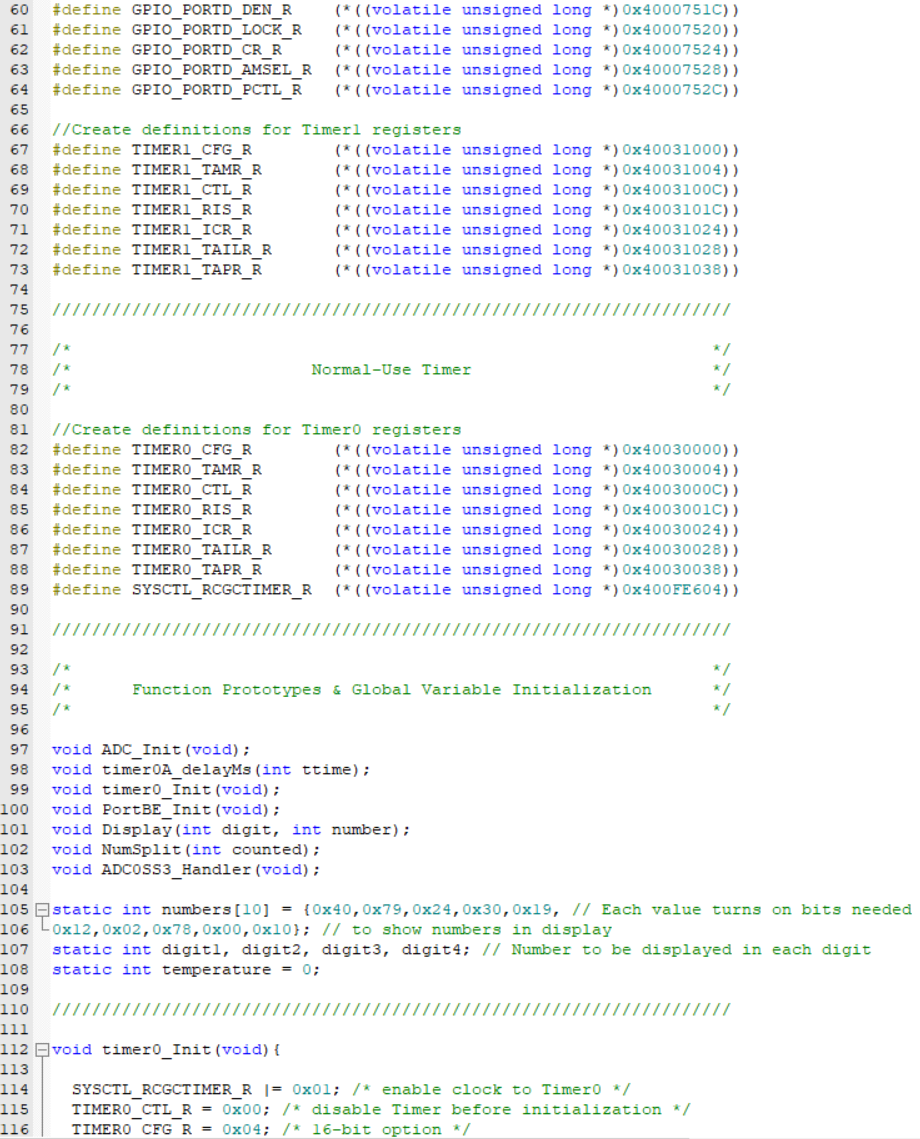 60 #define GPIO_PORTD_DEN_R (*((volatile unsigned long *)0x4000751C))
61 #define GPIO_PORTD_LOCK_R (*((volatile unsigned long *)0x40007520))
62 #define GPIO_PORTD_CR_R (*((volatile unsigned long *)0x40007524))
63 #define GPIO_PORTD_AMSEL_R (*((volatile unsigned long *)0x40007528))
64 #define GPIO_PORTD_PCTL_R (*((volatile unsigned long *)0x4000752C))
65
66 //Create definitions for Timer1 registers
67 #define TIMER1_CFG_R (*((volatile unsigned long *)0x40031000))
68 #define TIMER1_TAMR_R (*((volatile unsigned long *)0x40031004))
69 #define TIMER1_CTL_R (*((volatile unsigned long *)0x4003100C))
70 #define TIMER1_RIS_R (*((volatile unsigned long *)0x4003101C))
71 #define TIMER1_ICR_R (*((volatile unsigned long *)0x40031024))
72 #define TIMER1_TAILR_R (*((volatile unsigned long *)0x40031028))
73 #define TIMER1_TAPR_R (*((volatile unsigned long *)0x40031038))
74
75 ////////////////////////////////////////////////////////////////////
76
77 /* */
78 /* Normal-Use Timer */
79 /* */
80
81 //Create definitions for Timer0 registers
82 #define TIMER0_CFG_R (*((volatile unsigned long *)0x40030000))
83 #define TIMER0_TAMR_R (*((volatile unsigned long *)0x40030004))
84 #define TIMER0_CTL_R (*((volatile unsigned long *)0x4003000C))
85 #define TIMER0_RIS_R (*((volatile unsigned long *)0x4003001C))
86 #define TIMER0_ICR_R (*((volatile unsigned long *)0x40030024))
87 #define TIMER0_TAILR_R (*((volatile unsigned long *)0x40030028))
88 #define TIMER0_TAPR_R (*((volatile unsigned long *)0x40030038))
89 #define SYSCTL_RCGCTIMER_R (*((volatile unsigned long *)0x400FE604))
90
91 ////////////////////////////////////////////////////////////////////
92
93 /* */
94 /* Function Prototypes & Global Variable Initialization */
95 /* */
96
97 void ADC_Init(void);
98 void timer0A_delayMs(int ttime);
99 void timer0_Init(void);
100 void PortBE_Init(void);
101 void Display(int digit, int number);
102 void NumSplit(int counted);
103 void ADC0SS3_Handler(void);
104
105 static int numbers[10] = {0x40,0x79,0x24,0x30,0x19, // Each value turns on bits needed
106 0x12,0x02,0x78,0x00,0x10}; // to show numbers in display
107 static int digit1, digit2, digit3, digit4; // Number to be displayed in each digit
108 static int temperature = 0;
109
110 ////////////////////////////////////////////////////////////////////
111
112 void timer0_Init(void){
113
114 SYSCTL_RCGCTIMER_R |= 0x01; /* enable clock to Timer0 */
115 TIMER0_CTL_R = 0x00; /* disable Timer before initialization */
116 TIMER0_CFG_R = 0x04; /* 16-bit option */